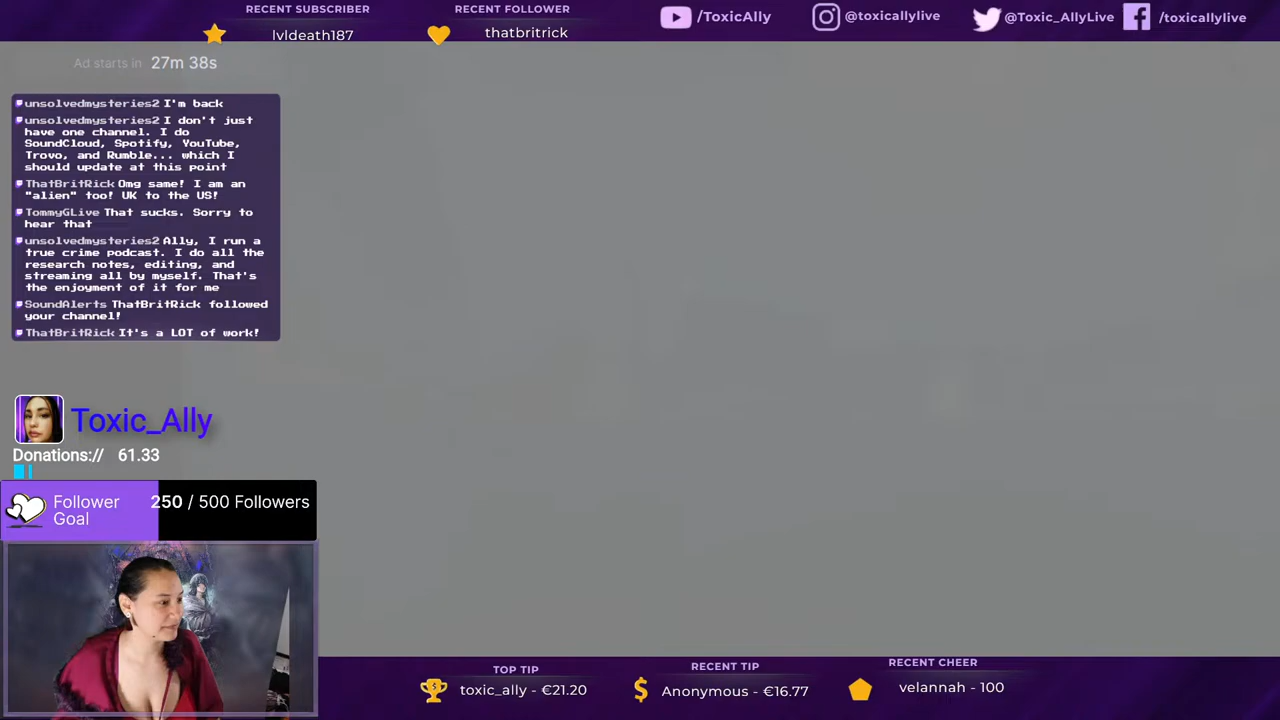 RECENT SUBSCRIBER
lvldeath187
RECENT FOLLOWER
thatbritrick
/ToxicAlly
@toxicallylive
@Toxic_AllyLive
/toxicallylive
Ad starts in 27m 38s
unsolvedmysteries2 I'm back
unsolvedmysteries2 I don't just
have one channel. I do
SoundCloud, Spotify, YouTube,
Trovo, and Rumble... which I
should update at this point
ThatBritRick Omg same! I am an
"alien" too! UK to the US!
TommyGLive That sucks. Sorry to
hear that
unsolvedmysteries2 Ally, I run a
true crime podcast. I do all the
research notes, editing, and
streaming all by myself. That's
the enjoyment of it for me
SoundAlerts ThatBritRick followed
your channel!
ThatBritRick It's a LOT of work!
Toxic_Ally
Donations:// 61.33
Follower
Goal
250 / 500 Followers
TOP TIP
toxic_ally - €21.20
RECENT TIP
Anonymous - €16.77
RECENT CHEER
velannah - 100